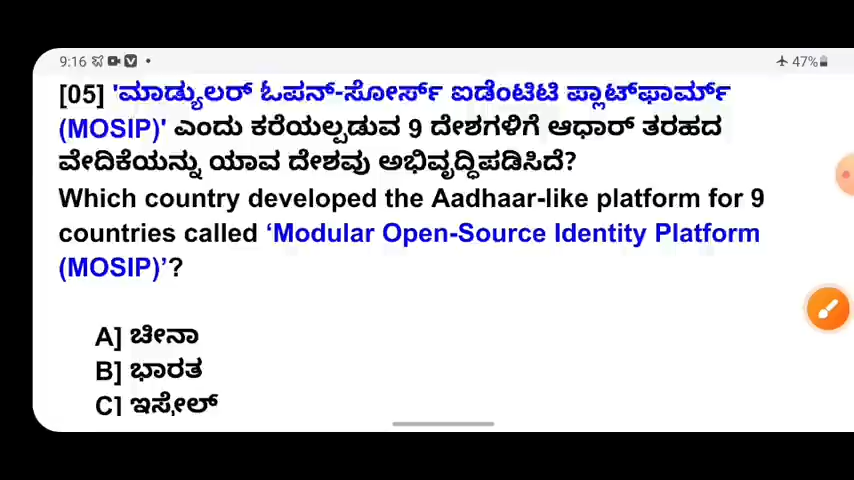 9:16
47%
[05] 'ಮಾಡ್ಯುಲರ್ ಓಪನ್-ಸೋರ್ಸ್ ಐಡೆಂಟಿಟಿ ಪ್ಲಾಟ್‌ಫಾರ್ಮ್
(MOSIP)' ಎಂದು ಕರೆಯಲ್ಪಡುವ 9 ದೇಶಗಳಿಗೆ ಆಧಾರ್ ತರಹದ
ವೇದಿಕೆಯನ್ನು ಯಾವ ದೇಶವು ಅಭಿವೃದ್ಧಿಪಡಿಸಿದೆ?
Which country developed the Aadhaar-like platform for 9
countries called ‘Modular Open-Source Identity Platform
(MOSIP)’?
A] ಚೀನಾ
B] ಭಾರತ
C] ಇಸ್ರೇಲ್